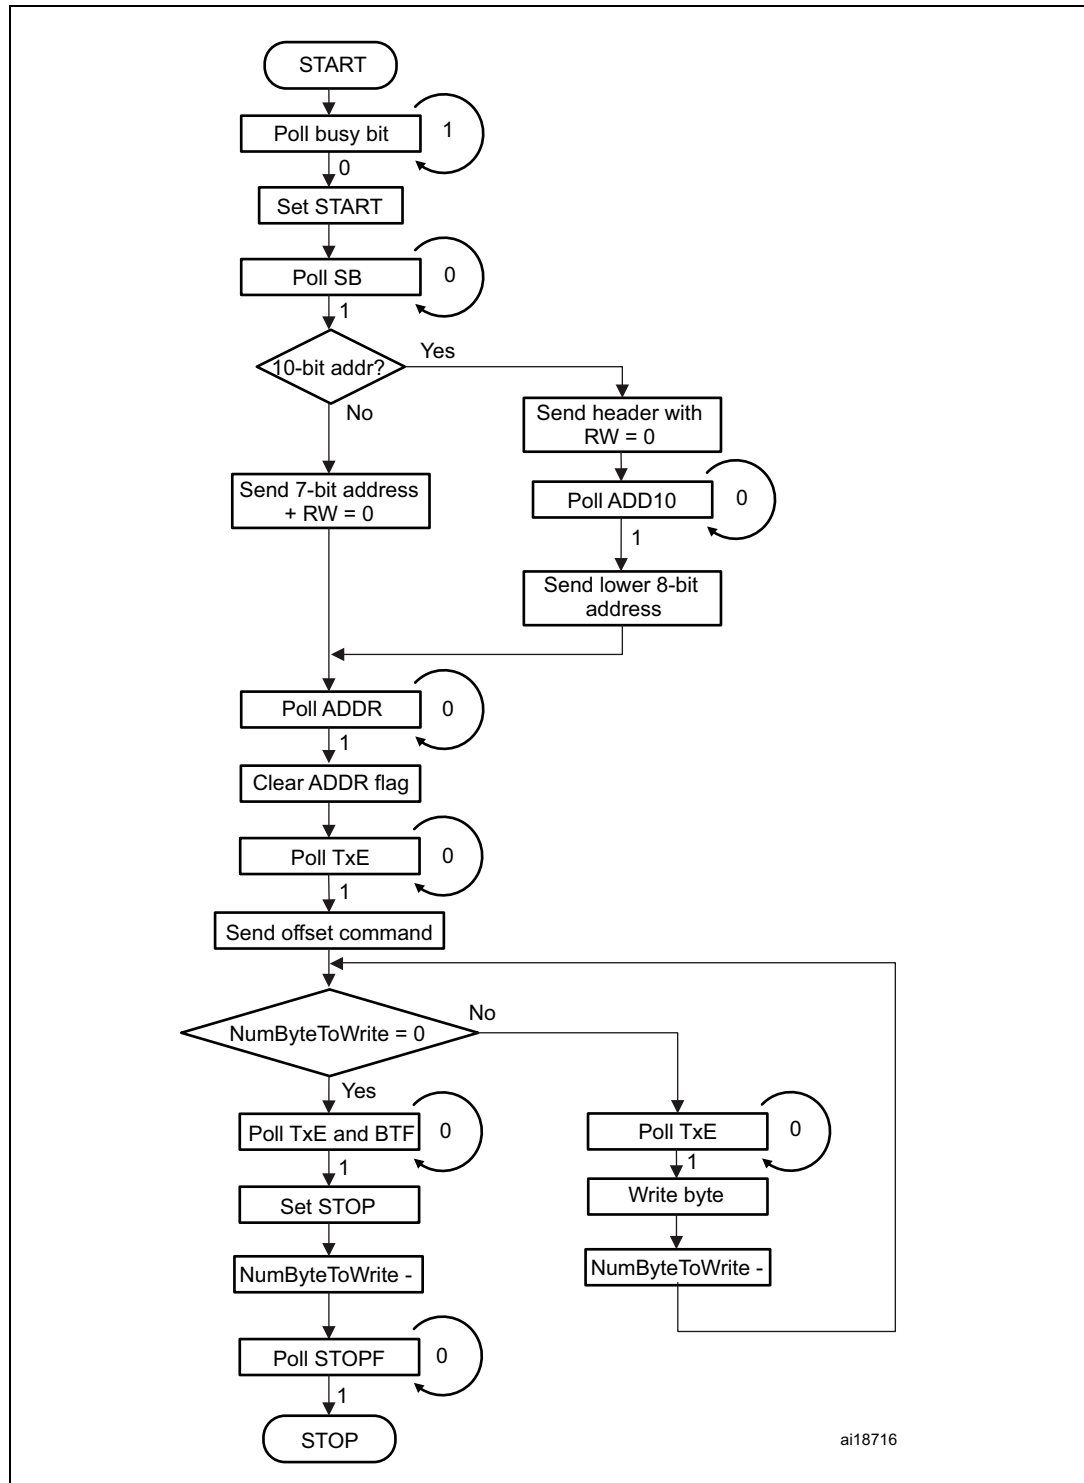 START
Poll busy bit
1
0
Set START
Poll SB
0
1
10-bit addr?
Yes
No
Send header with
RW = 0
Send 7-bit address
+ RW = 0
Poll ADD10
0
1
Send lower 8-bit
address
Poll ADDR
0
1
Clear ADDR flag
Poll TxE
0
1
Send offset command
NumByteToWrite = 0
No
Yes
Poll TxE and BTF
0
1
Set STOP
NumByteToWrite -
Poll STOPF
0
1
STOP
Poll TxE
0
1
Write byte
NumByteToWrite -
ai18716